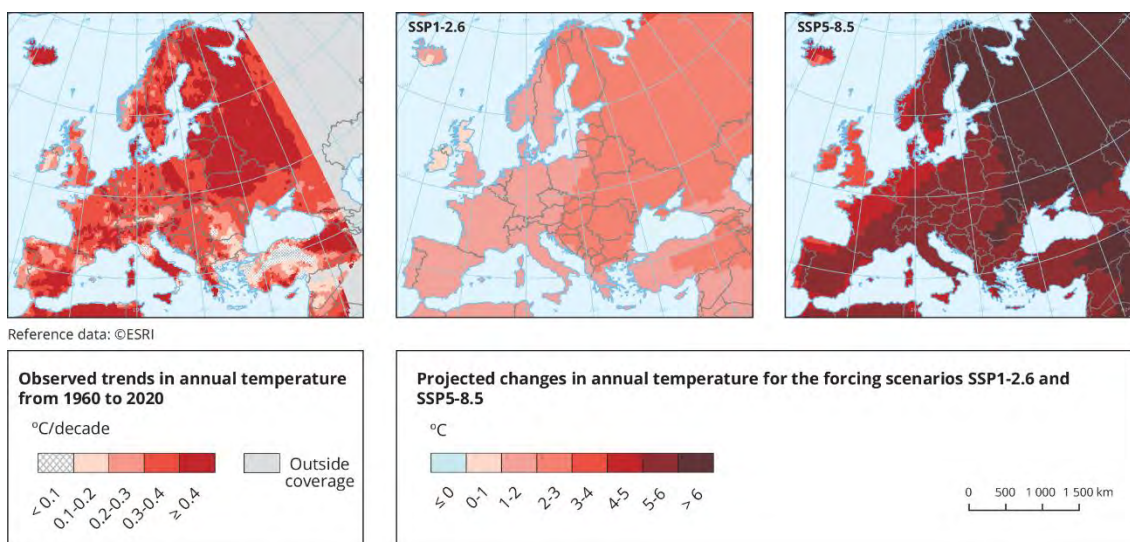 SSP1-2.6
SSP5-8.5
Reference data: ©ESRI
Observed trends in annual temperature
from 1960 to 2020
ºC/decade
< 0.1
0.1-0.2
0.2-0.3
0.3-0.4
≥ 0.4
Outside
coverage
Projected changes in annual temperature for the forcing scenarios SSP1-2.6 and
SSP5-8.5
ºC
≤ 0
0-1
1-2
2-3
3-4
4-5
5-6
> 6
0 500 1 000 1 500 km